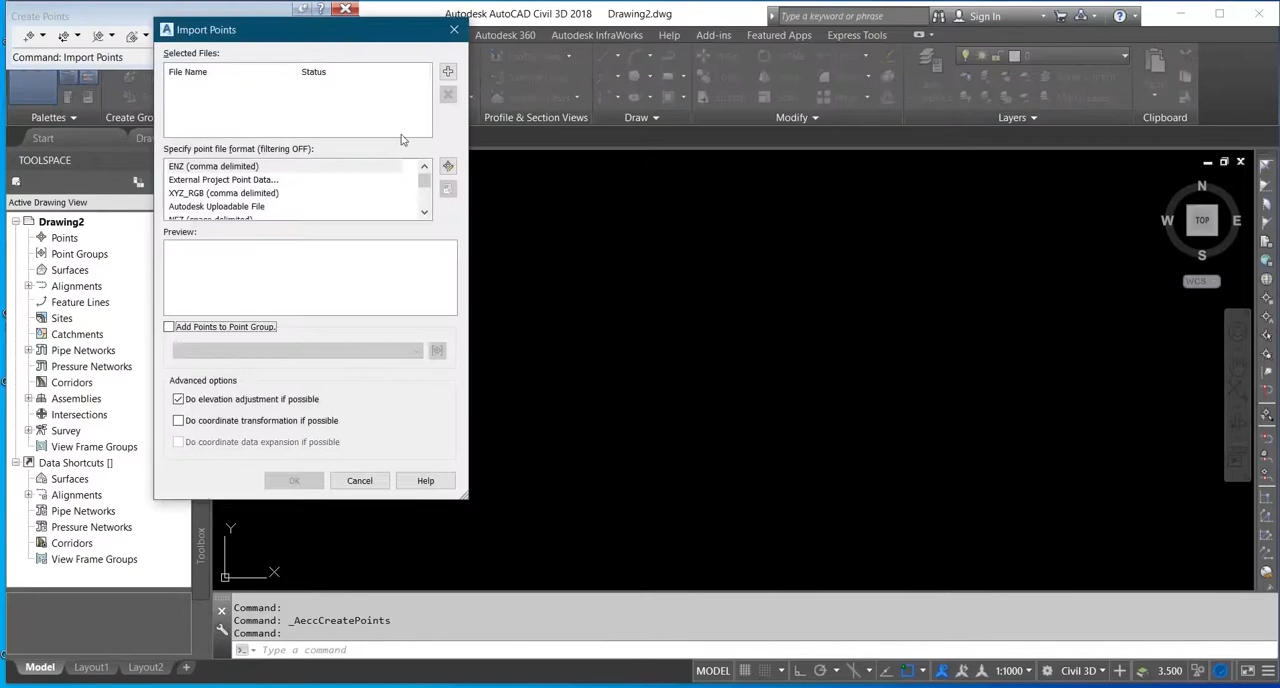 Create Points
Command: Import Points
Autodesk AutoCAD Civil 3D 2018 Drawing2.dwg
Type a keyword or phrase
Sign In
Autodesk 360
Autodesk InfraWorks
Help
Add-ins
Featured Apps
Express Tools
Palettes
Create Gro
Profile & Section Views
Draw
Modify
Layers
Clipboard
Start
Dra
TOOLSPACE
Active Drawing View
Drawing2
Points
Point Groups
Surfaces
Alignments
Feature Lines
Sites
Catchments
Pipe Networks
Pressure Networks
Corridors
Assemblies
Intersections
Survey
View Frame Groups
Data Shortcuts []
Surfaces
Alignments
Pipe Networks
Pressure Networks
Corridors
View Frame Groups
Toolbox
Import Points
Selected Files:
File Name Status
Specify point file format (filtering OFF):
ENZ (comma delimited)
External Project Point Data...
XYZ_RGB (comma delimited)
Autodesk Uploadable File
NEZ (space delimited)
Preview:
Add Points to Point Group.
Advanced options
Do elevation adjustment if possible
Do coordinate transformation if possible
Do coordinate data expansion if possible
OK Cancel Help
N
W TOP E
S
WCS
Y
X
Command:
Command: _AeccCreatePoints
Command:
Type a command
Model Layout1 Layout2 +
MODEL
1:1000
Civil 3D
3.500